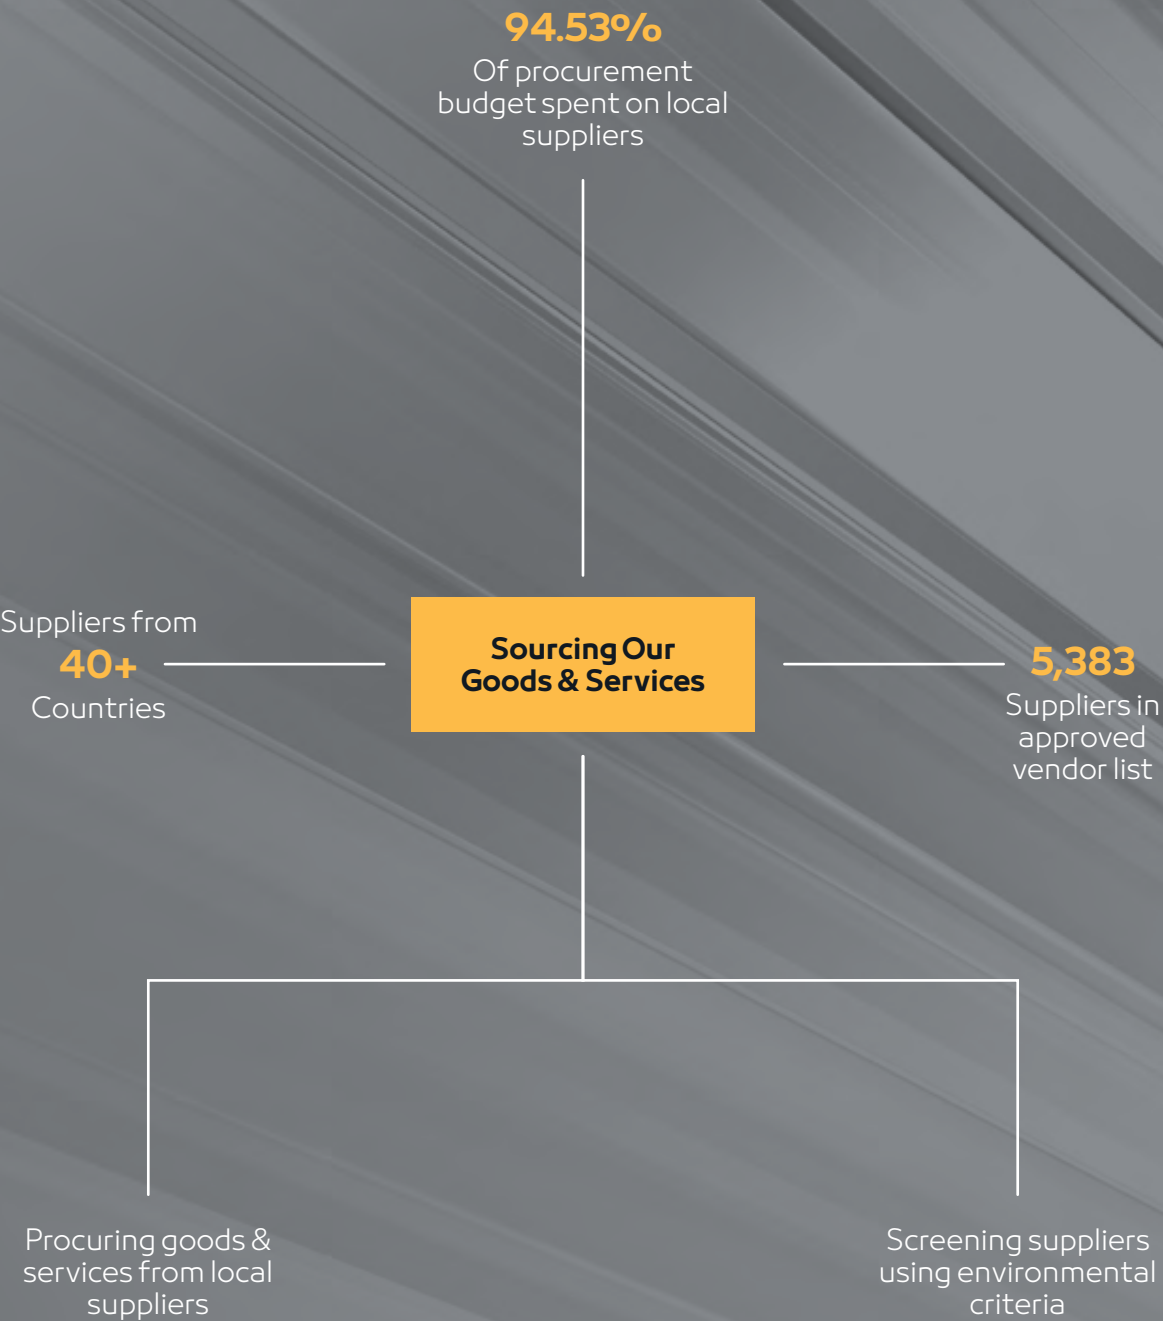 94.53%
Of procurement
budget spent on local
suppliers
Suppliers from
40+
Countries
Sourcing Our
Goods & Services
5,383
Suppliers in
approved
vendor list
Procuring goods &
services from local
suppliers
Screening suppliers
using environmental
criteria